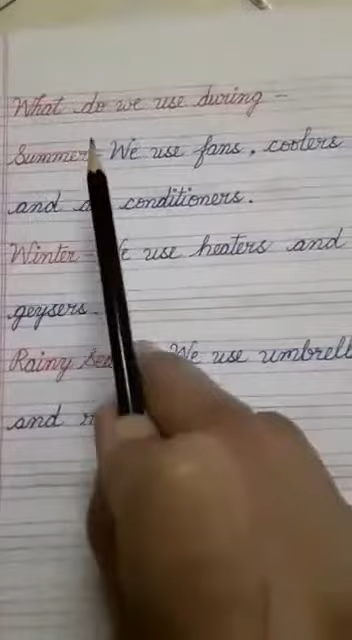 What do we use during -
Summer - We use fans, coolers
and conditioners.
Winter - We use heaters and
geysers.
Rainy We use
and